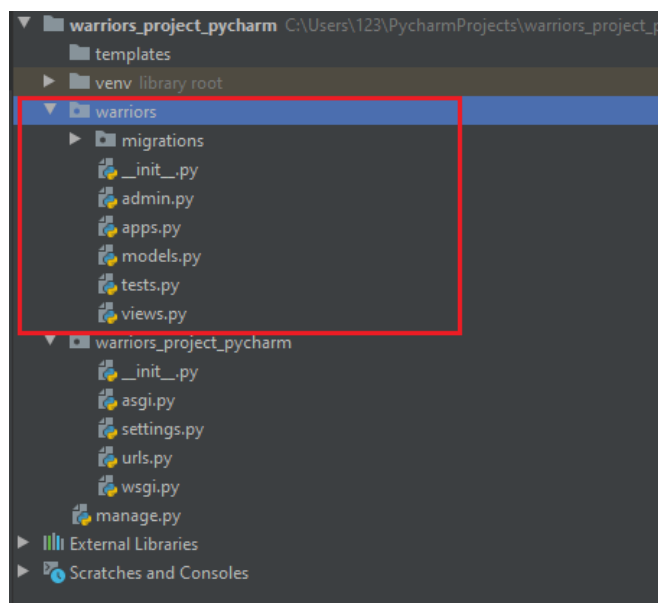 warriors_project_pycharm C:\Users\123\PycharmProjects\warriors_project_p
templates
venv library root
warriors
migrations
__init__.py
admin.py
apps.py
models.py
tests.py
views.py
warriors_project_pycharm
__init__.py
asgi.py
settings.py
urls.py
wsgi.py
manage.py
External Libraries
Scratches and Consoles